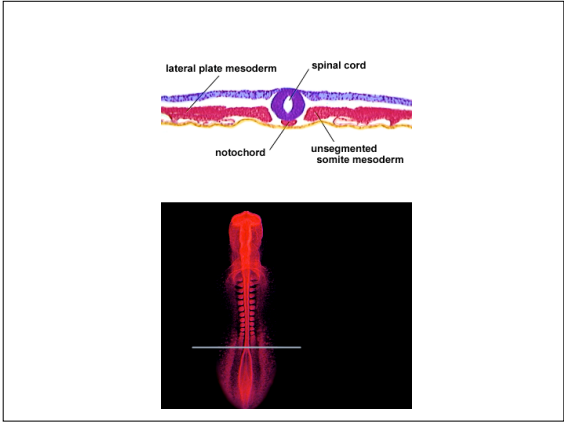 lateral plate mesoderm
spinal cord
notochord
unsegmented
somite mesoderm